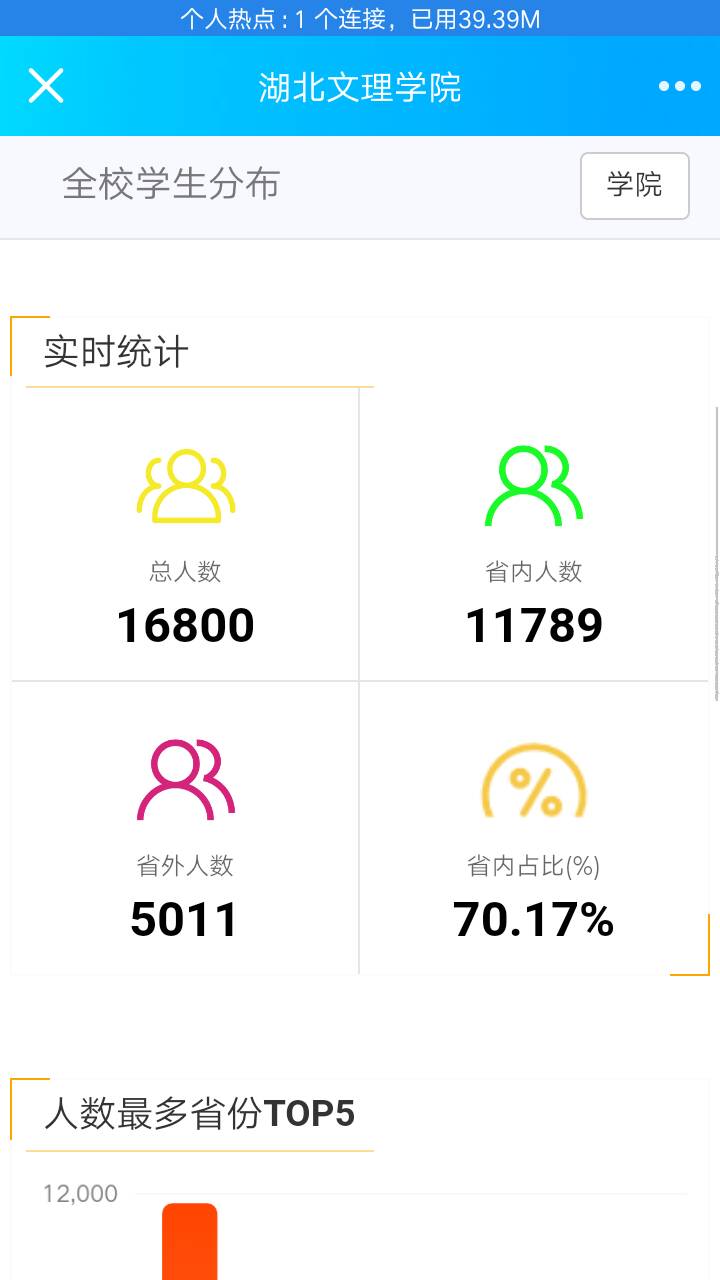 个人热点:1 个连接，已用39.39M
湖北文理学院
全校学生分布
学院
实时统计
总人数
16800
省内人数
11789
省外人数
5011
省内占比(%)
70.17%
人数最多省份TOP5
12,000